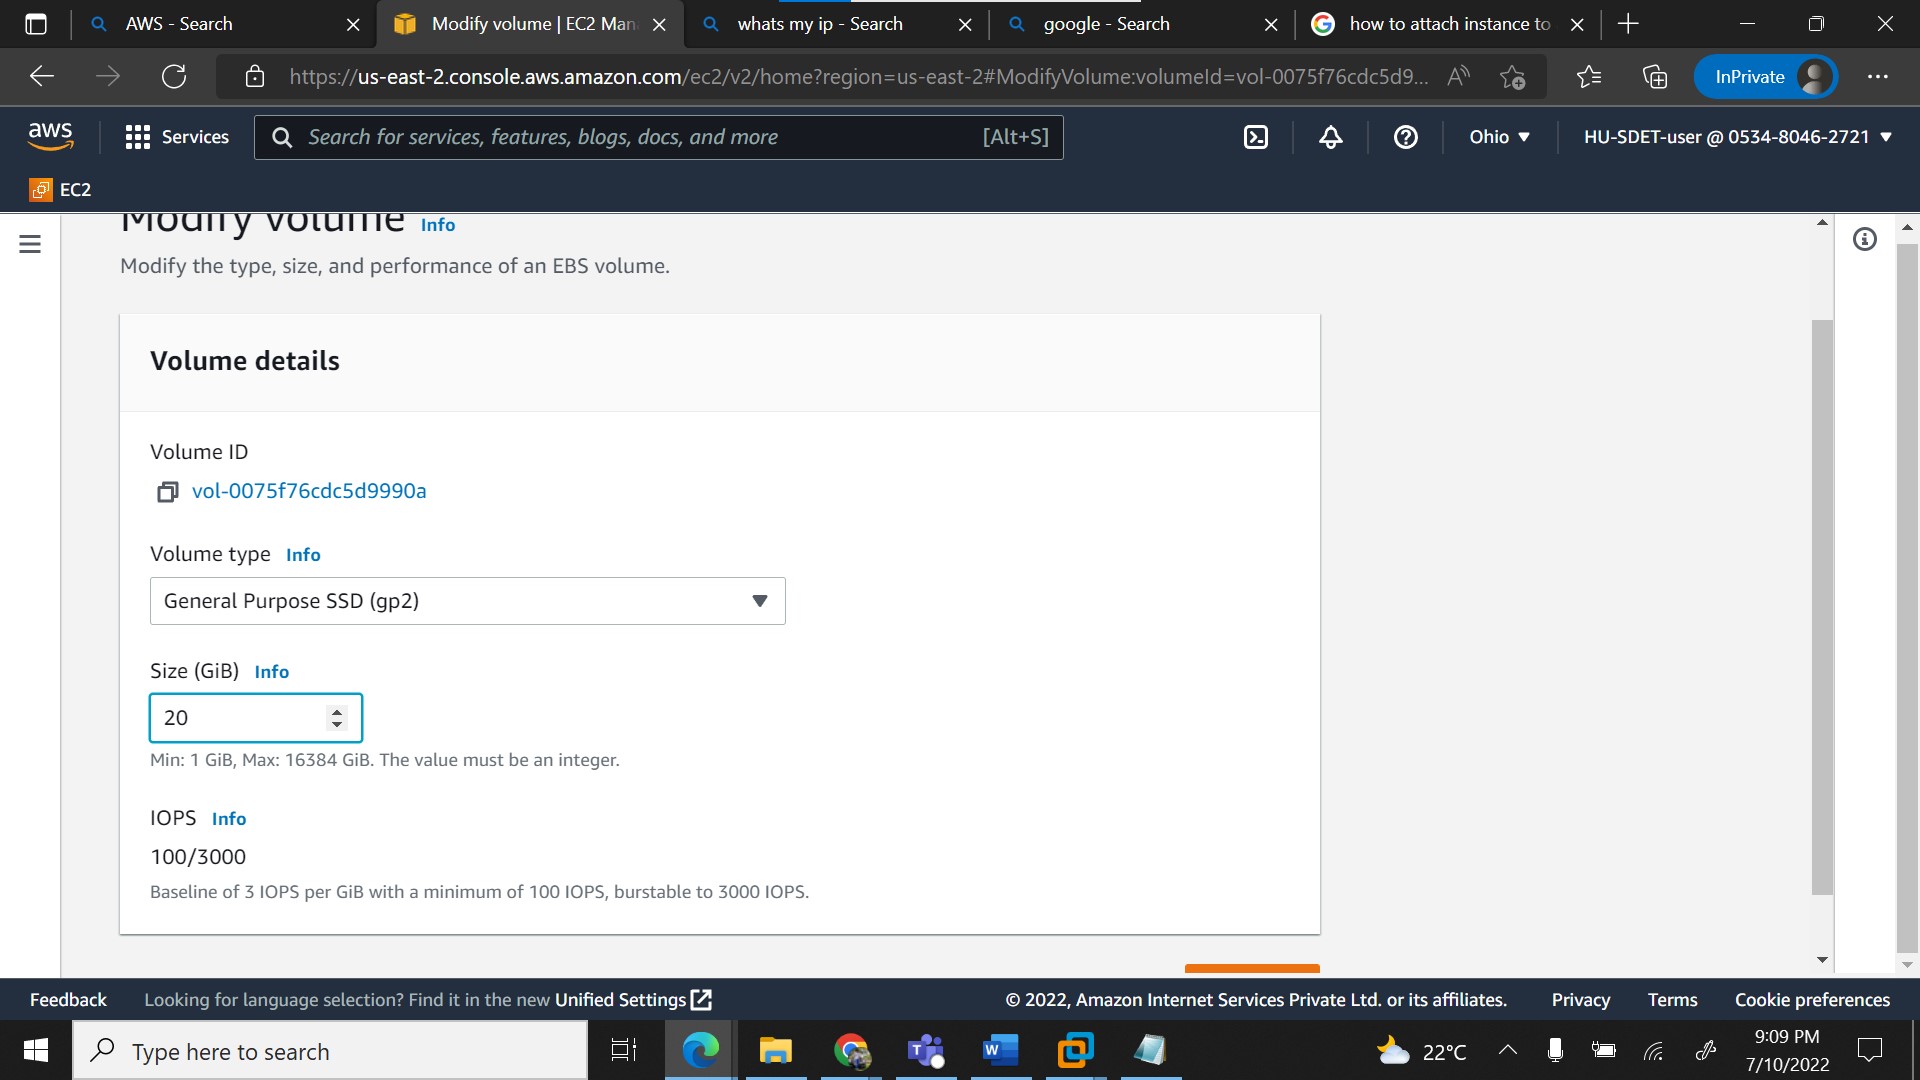 AWS - Search
Modify volume | EC2 Man
whats my ip - Search
google - Search
how to attach instance to
https://us-east-2.console.aws.amazon.com/ec2/v2/home?region=us-east-2#ModifyVolume:volumeId=vol-0075f76cdc5d9...
InPrivate
aws
Services
Search for services, features, blogs, docs, and more
[Alt+S]
Ohio
HU-SDET-user @ 0534-8046-2721
EC2
Modify volume Info
Modify the type, size, and performance of an EBS volume.
Volume details
Volume ID
vol-0075f76cdc5d9990a
Volume type Info
General Purpose SSD (gp2)
Size (GiB) Info
20
Min: 1 GiB, Max: 16384 GiB. The value must be an integer.
IOPS Info
100/3000
Baseline of 3 IOPS per GiB with a minimum of 100 IOPS, burstable to 3000 IOPS.
Feedback
Looking for language selection? Find it in the new Unified Settings
© 2022, Amazon Internet Services Private Ltd. or its affiliates.
Privacy
Terms
Cookie preferences
Type here to search
22°C
9:09 PM
7/10/2022